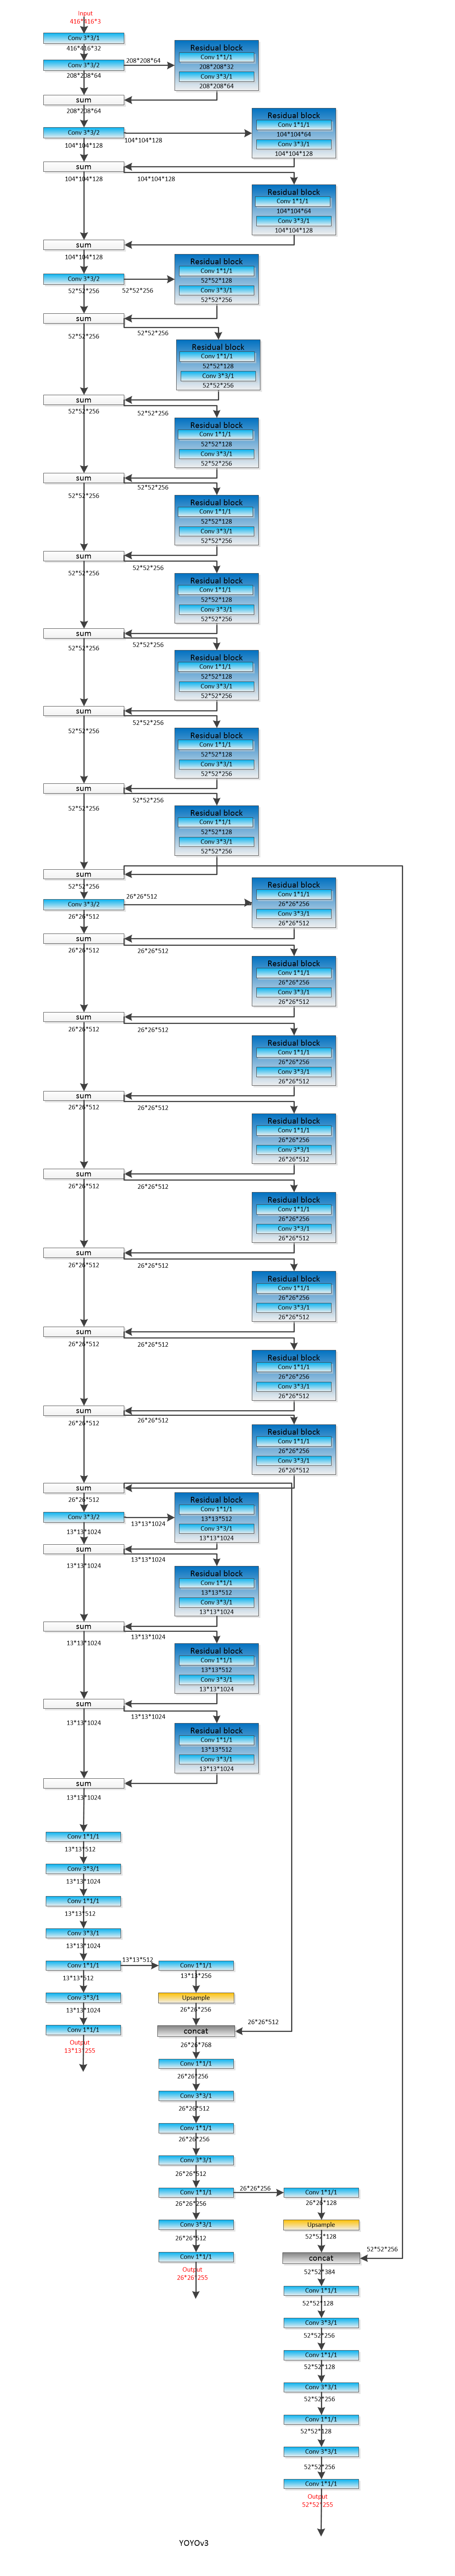 Input
416*416*3
Conv 3*3/1
416*416*32
Conv 3*3/2
208*208*64
208*208*64
Residual block
Conv 1*1/1
208*208*32
Conv 3*3/1
208*208*64
sum
208*208*64
Conv 3*3/2
104*104*128
104*104*128
Residual block
Conv 1*1/1
104*104*64
Conv 3*3/1
104*104*128
sum
104*104*128
104*104*128
Residual block
Conv 1*1/1
104*104*64
Conv 3*3/1
104*104*128
sum
104*104*128
Conv 3*3/2
52*52*256
52*52*256
Residual block
Conv 1*1/1
52*52*128
Conv 3*3/1
52*52*256
sum
52*52*256
52*52*256
Residual block
Conv 1*1/1
52*52*128
Conv 3*3/1
52*52*256
sum
52*52*256
52*52*256
Residual block
Conv 1*1/1
52*52*128
Conv 3*3/1
52*52*256
sum
52*52*256
52*52*256
Residual block
Conv 1*1/1
52*52*128
Conv 3*3/1
52*52*256
sum
52*52*256
52*52*256
Residual block
Conv 1*1/1
52*52*128
Conv 3*3/1
52*52*256
sum
52*52*256
52*52*256
Residual block
Conv 1*1/1
52*52*128
Conv 3*3/1
52*52*256
sum
52*52*256
52*52*256
Residual block
Conv 1*1/1
52*52*128
Conv 3*3/1
52*52*256
sum
52*52*256
52*52*256
Residual block
Conv 1*1/1
52*52*128
Conv 3*3/1
52*52*256
sum
52*52*256
Conv 3*3/2
26*26*512
26*26*512
Residual block
Conv 1*1/1
26*26*256
Conv 3*3/1
26*26*512
sum
26*26*512
26*26*512
Residual block
Conv 1*1/1
26*26*256
Conv 3*3/1
26*26*512
sum
26*26*512
26*26*512
Residual block
Conv 1*1/1
26*26*256
Conv 3*3/1
26*26*512
sum
26*26*512
26*26*512
Residual block
Conv 1*1/1
26*26*256
Conv 3*3/1
26*26*512
sum
26*26*512
26*26*512
Residual block
Conv 1*1/1
26*26*256
Conv 3*3/1
26*26*512
sum
26*26*512
26*26*512
Residual block
Conv 1*1/1
26*26*256
Conv 3*3/1
26*26*512
sum
26*26*512
26*26*512
Residual block
Conv 1*1/1
26*26*256
Conv 3*3/1
26*26*512
sum
26*26*512
26*26*512
Residual block
Conv 1*1/1
26*26*256
Conv 3*3/1
26*26*512
sum
26*26*512
Conv 3*3/2
13*13*1024
13*13*1024
Residual block
Conv 1*1/1
13*13*512
Conv 3*3/1
13*13*1024
sum
13*13*1024
13*13*1024
Residual block
Conv 1*1/1
13*13*512
Conv 3*3/1
13*13*1024
sum
13*13*1024
13*13*1024
Residual block
Conv 1*1/1
13*13*512
Conv 3*3/1
13*13*1024
sum
13*13*1024
13*13*1024
Residual block
Conv 1*1/1
13*13*512
Conv 3*3/1
13*13*1024
sum
13*13*1024
Conv 1*1/1
13*13*512
Conv 3*3/1
13*13*1024
Conv 1*1/1
13*13*512
Conv 3*3/1
13*13*1024
Conv 1*1/1
13*13*512
13*13*512
Conv 3*3/1
13*13*1024
Conv 1*1/1
Output
13*13*255
Conv 1*1/1
13*13*256
Upsample
26*26*256
26*26*512
concat
26*26*768
Conv 1*1/1
26*26*256
Conv 3*3/1
26*26*512
Conv 1*1/1
26*26*256
Conv 3*3/1
26*26*512
Conv 1*1/1
26*26*256
26*26*256
Conv 3*3/1
26*26*512
Conv 1*1/1
Output
26*26*255
Conv 1*1/1
26*26*128
Upsample
52*52*128
52*52*256
concat
52*52*384
Conv 1*1/1
52*52*128
Conv 3*3/1
52*52*256
Conv 1*1/1
52*52*128
Conv 3*3/1
52*52*256
Conv 1*1/1
52*52*128
Conv 3*3/1
52*52*256
Conv 1*1/1
Output
52*52*255
YOYOv3